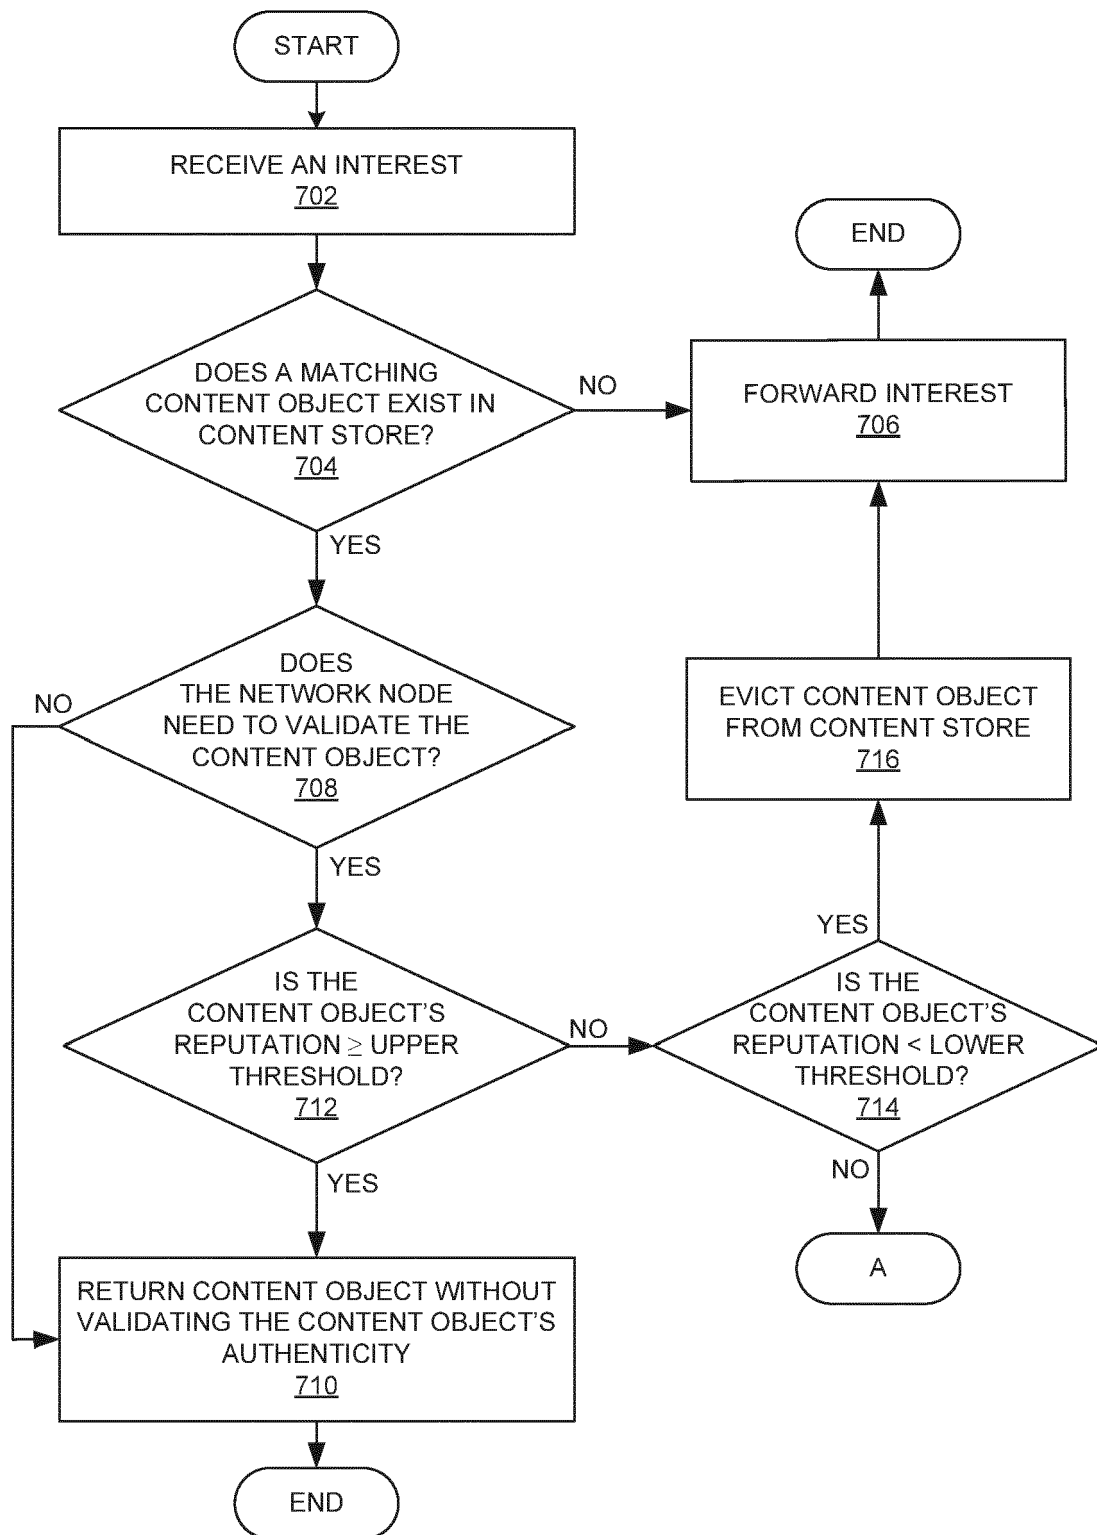 START
RECEIVE AN INTEREST
702
DOES A MATCHING
CONTENT OBJECT EXIST IN
CONTENT STORE?
704
NO
YES
END
FORWARD INTEREST
706
DOES
THE NETWORK NODE
NEED TO VALIDATE THE
CONTENT OBJECT?
708
NO
YES
EVICT CONTENT OBJECT
FROM CONTENT STORE
716
IS THE
CONTENT OBJECT'S
REPUTATION ≥ UPPER
THRESHOLD?
712
NO
YES
YES
IS THE
CONTENT OBJECT'S
REPUTATION < LOWER
THRESHOLD?
714
NO
A
RETURN CONTENT OBJECT WITHOUT
VALIDATING THE CONTENT OBJECT'S
AUTHENTICITY
710
END